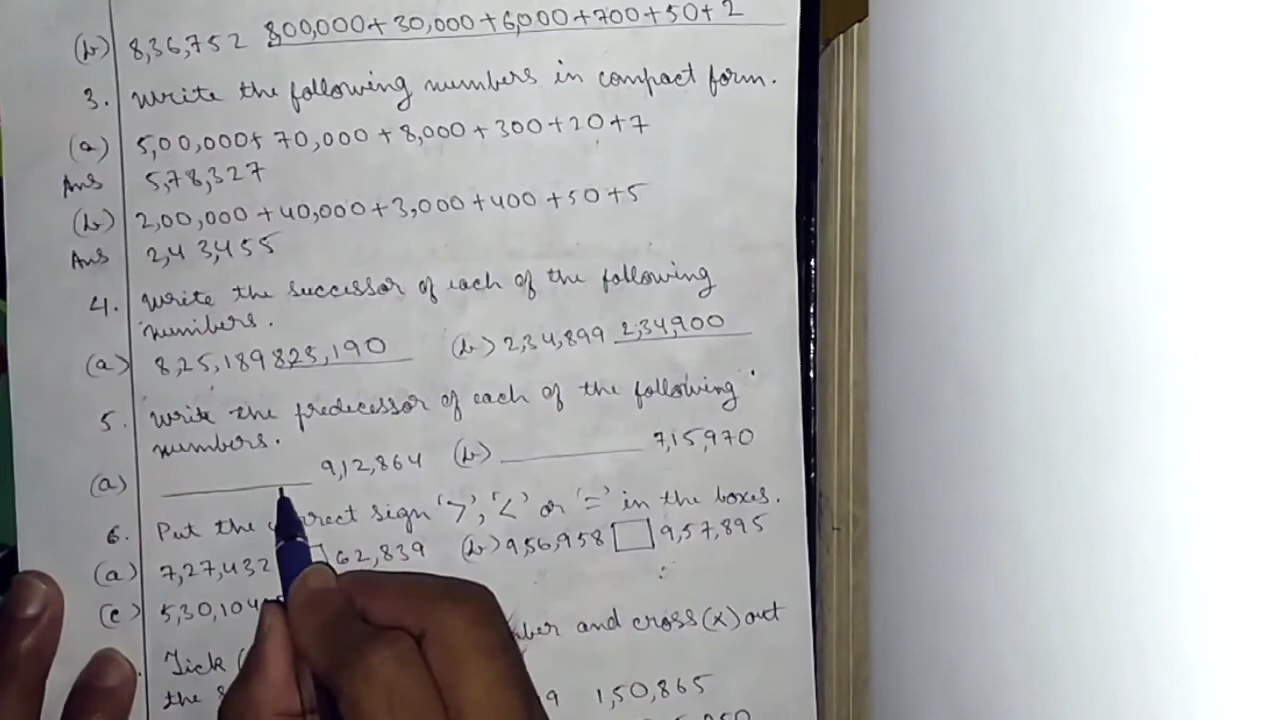 (b) 8,36,752 800,000+30,000+6,000+700+50+2
3. Write the following numbers in compact form.
(a) 5,00,000+ 70,000 + 8,000 + 300+20+7
Ans 5,78,327
(b) 2,00,000 +40,000+3,000+400 +50+5
Ans 2,43,455
4. Write the successor of each of the following
numbers.
(a) 8,25,189 825,190 (b) 2,34,899 2,34,900
5. Write the predecessor of each of the following
numbers.
(a) 9,12,864 (b) 7,15,970
6. Put the correct sign '>', '<' or '=' in the boxes.
(a) 7,27,432 62,839 (b) 9,56,958 9,57,895
(c) 5,30,104
Tick and cross(x) out
the 1,50,865